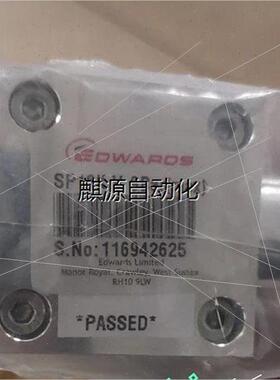 EDWARDS
麒源自动化
S.No:116942625
Edwards Limited
Manor Royal, Crawley, West Sussex
RH10 9LW
*PASSED*